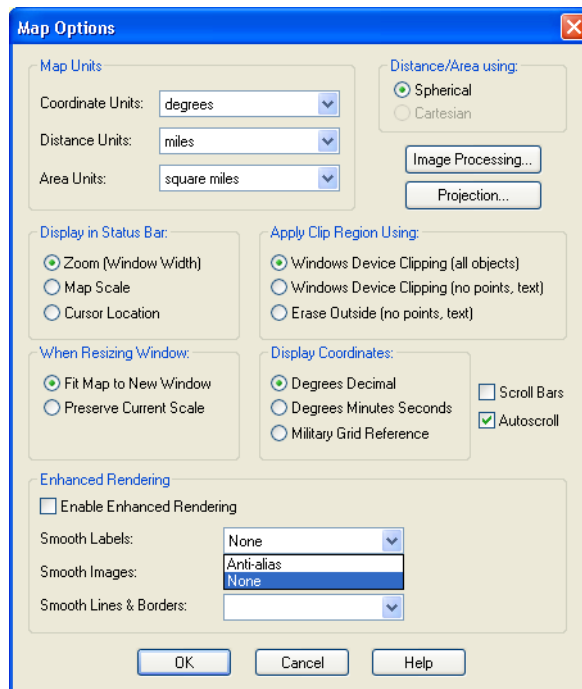 Map Options
Map Units
Coordinate Units: degrees
Distance Units: miles
Area Units: square miles
Distance/Area using:
Spherical
Cartesian
Image Processing...
Projection...
Display in Status Bar:
Zoom (Window Width)
Map Scale
Cursor Location
Apply Clip Region Using:
Windows Device Clipping (all objects)
Windows Device Clipping (no points, text)
Erase Outside (no points, text)
When Resizing Window:
Fit Map to New Window
Preserve Current Scale
Display Coordinates:
Degrees Decimal
Degrees Minutes Seconds
Military Grid Reference
Scroll Bars
Autoscroll
Enhanced Rendering
Enable Enhanced Rendering
Smooth Labels: None
Anti-alias
None
Smooth Images:
Smooth Lines & Borders:
OK Cancel Help